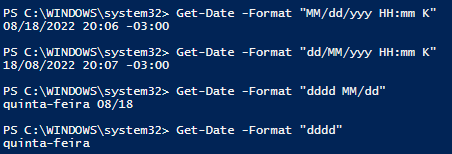 PS C:\WINDOWS\system32> Get-Date -Format "MM/dd/yyy HH:mm K"
08/18/2022 20:06 -03:00
PS C:\WINDOWS\system32> Get-Date -Format "dd/MM/yyy HH:mm K"
18/08/2022 20:07 -03:00
PS C:\WINDOWS\system32> Get-Date -Format "dddd MM/dd"
quinta-feira 08/18
PS C:\WINDOWS\system32> Get-Date -Format "dddd"
quinta-feira